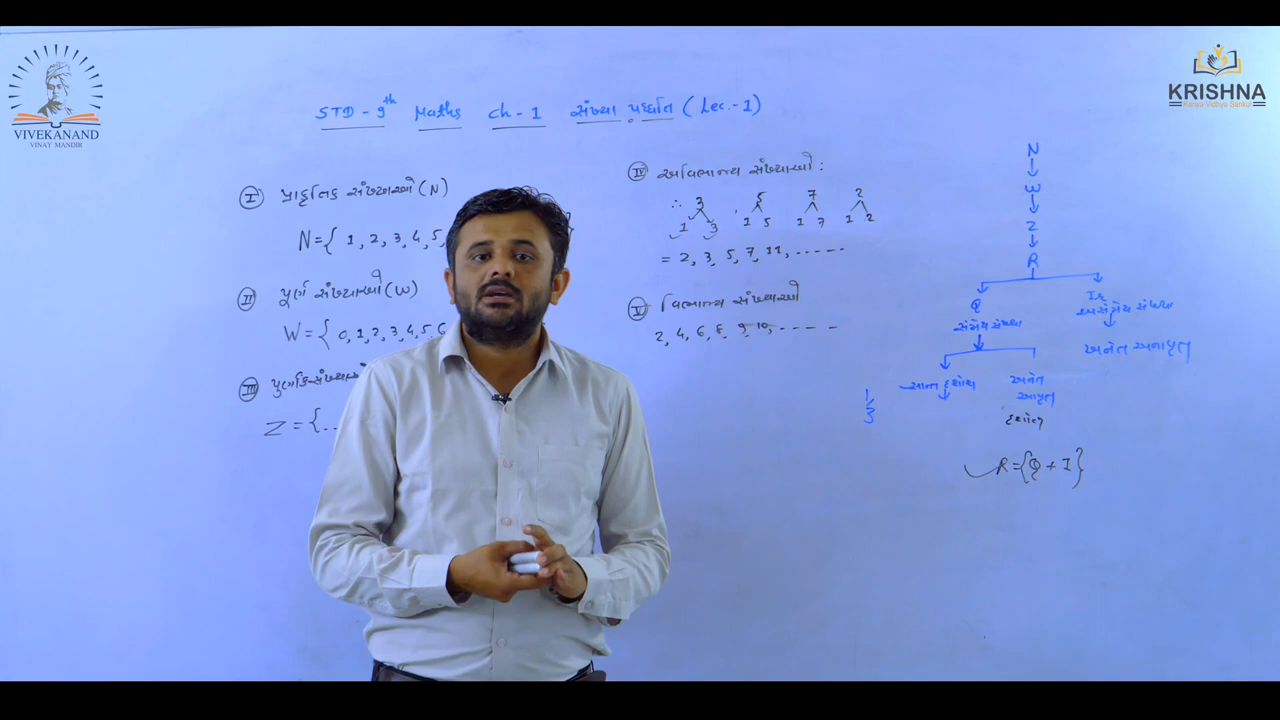 VIVEKANAND
VINAY MANDIR
KRISHNA
Kanya Vidhya Sankul
STD - 9th Maths Ch-1 સંખ્યા પદ્ધતિ (Lec.-1)
I પ્રાકૃતિક સંખ્યાઓ (N)
N={ 1, 2, 3, 4, 5,
II પૂર્ણ સંખ્યાઓ (W)
W={ 0, 1, 2, 3, 4, 5, 6
III
Z={..
IV અવિભાજ્ય સંખ્યાઓ:
∴ 3 , 5 7 2
1 3 1 5 1 7 1 2
= 2, 3, 5, 7, 11, ......
V વિભાજ્ય સંખ્યાઓ
2, 4, 6, 8, 9, 10, - - - - -
N
W
Z
R
Q
સંમેય સંખ્યા
અસંમેય સંખ્યા
અનંત અનાવૃત્ત
સાન્ત દશાંશ
અનંત
આવૃત્ત
R={Q + I}